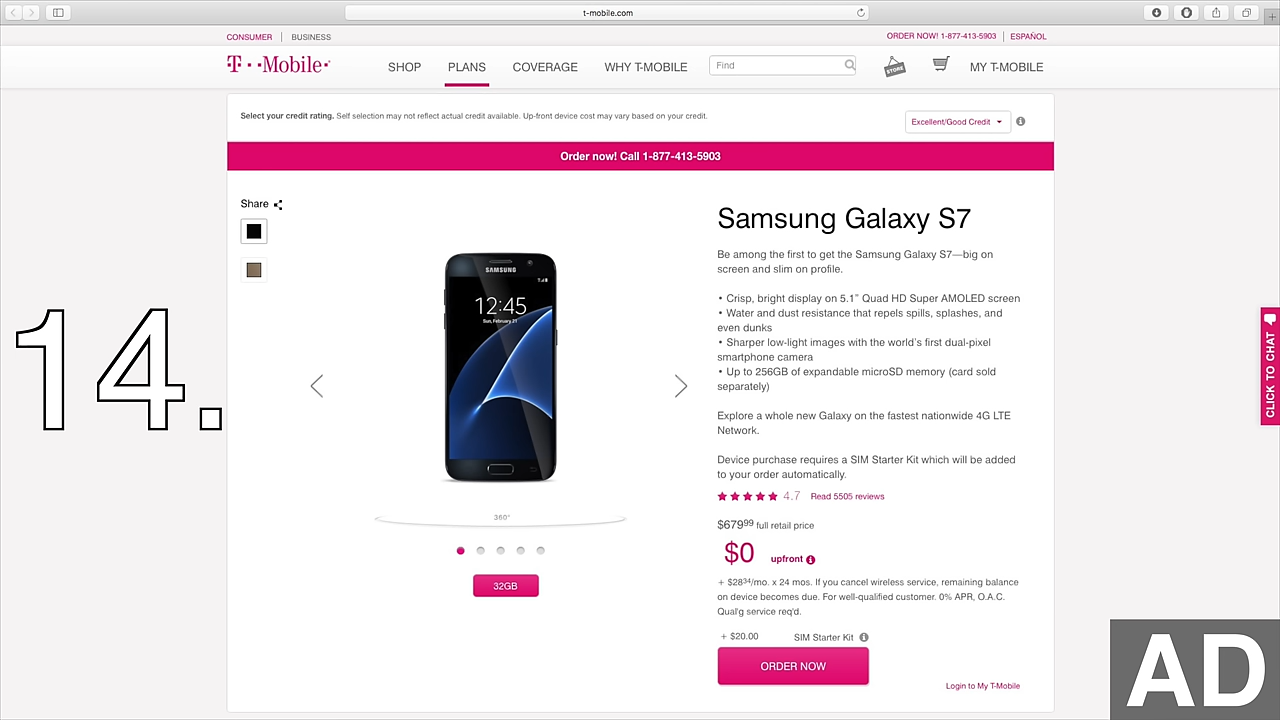 t-mobile.com
CONSUMER | BUSINESS
ORDER NOW! 1-877-413-5903 | ESPAÑOL
T··Mobile·
SHOP PLANS COVERAGE WHY T-MOBILE Find STORE MY T-MOBILE
Select your credit rating. Self selection may not reflect actual credit available. Up-front device cost may vary based on your credit.
Excellent/Good Credit
Order now! Call 1-877-413-5903
Share
SAMSUNG
12:45
Sun, February 21
360°
32GB
Samsung Galaxy S7
Be among the first to get the Samsung Galaxy S7—big on
screen and slim on profile.
• Crisp, bright display on 5.1” Quad HD Super AMOLED screen
• Water and dust resistance that repels spills, splashes, and
even dunks
• Sharper low-light images with the world's first dual-pixel
smartphone camera
• Up to 256GB of expandable microSD memory (card sold
separately)
Explore a whole new Galaxy on the fastest nationwide 4G LTE
Network.
Device purchase requires a SIM Starter Kit which will be added
to your order automatically.
4.7 Read 5505 reviews
$679⁹⁹ full retail price
$0 upfront
+ $28³⁴/mo. x 24 mos. If you cancel wireless service, remaining balance
on device becomes due. For well-qualified customer. 0% APR, O.A.C.
Qual'g service req'd.
+ $20.00 SIM Starter Kit
ORDER NOW
Login to My T-Mobile
CLICK TO CHAT
14.
AD